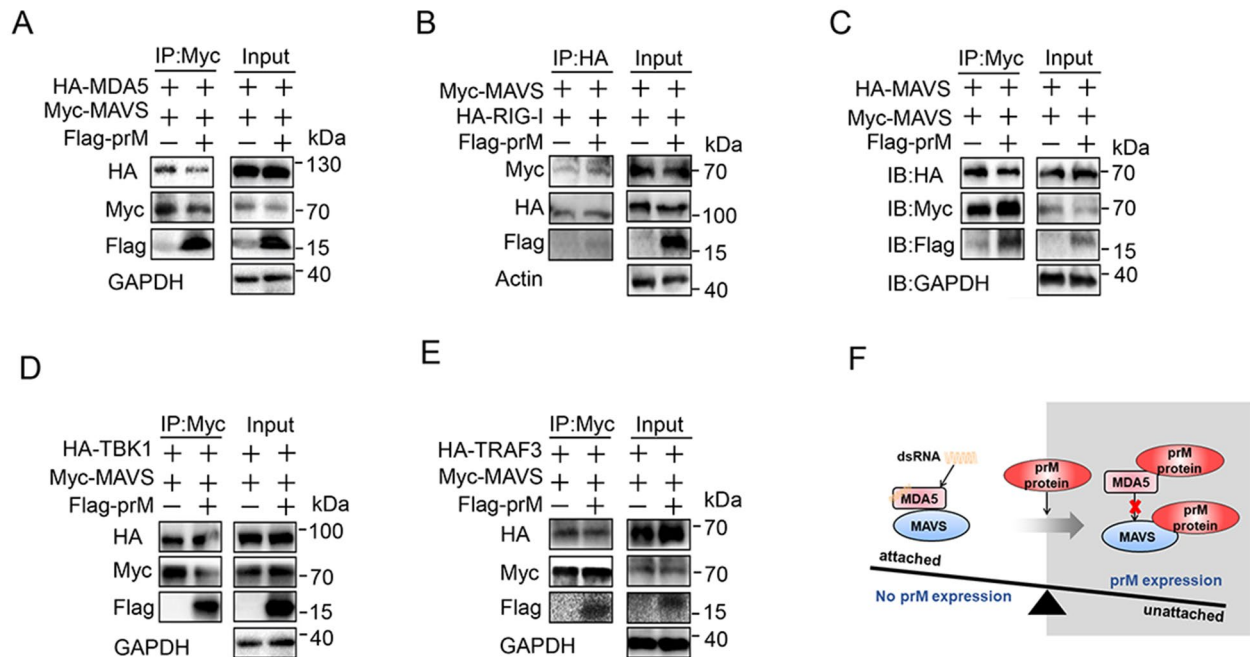 A
IP:Myc Input
HA-MDA5 + + + +
Myc-MAVS + + + +
Flag-prM — + — + kDa
HA 130
Myc 70
Flag 15
GAPDH 40
B
IP:HA Input
Myc-MAVS + + + +
HA-RIG-I + + + +
Flag-prM — + — + kDa
Myc 70
HA 100
Flag 15
Actin 40
C
IP:Myc Input
HA-MAVS + + + +
Myc-MAVS + + + +
Flag-prM — + — + kDa
IB:HA 70
IB:Myc 70
IB:Flag 15
IB:GAPDH 40
D
IP:Myc Input
HA-TBK1 + + + +
Myc-MAVS + + + +
Flag-prM — + — + kDa
HA 100
Myc 70
Flag 15
GAPDH 40
E
IP:Myc Input
HA-TRAF3 + + + +
Myc-MAVS + + + +
Flag-prM — + — + kDa
HA 70
Myc 70
Flag 15
GAPDH 40
F
dsRNA
MDA5
MAVS
prM
protein
prM
protein
MDA5
prM
protein
MAVS
attached
No prM expression
prM expression
unattached